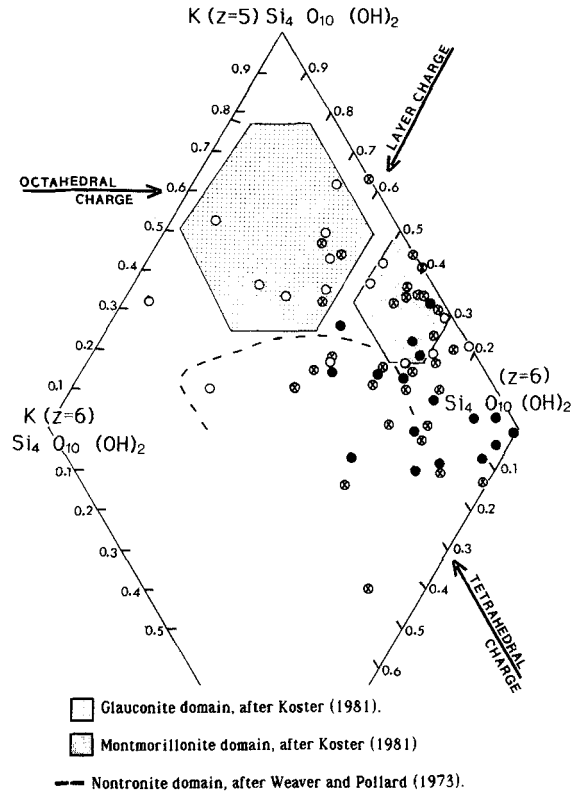 K (z=5) Si4 O10 (OH)2
LAYER CHARGE
OCTAHEDRAL
CHARGE
0.9
0.8
0.7
0.6
0.5
0.4
0.3
0.2
0.1
0.9
0.8
0.7
0.6
0.5
0.4
0.3
0.2
K (z=6)
Si4 O10 (OH)2
(z=6)
Si4 O10 (OH)2
0.1
0.2
0.3
0.4
0.5
0.1
0.2
0.3
0.4
0.5
0.6
TETRAHEDRAL
CHARGE
Glauconite domain, after Koster (1981).
Montmorillonite domain, after Koster (1981)
Nontronite domain, after Weaver and Pollard (1973).